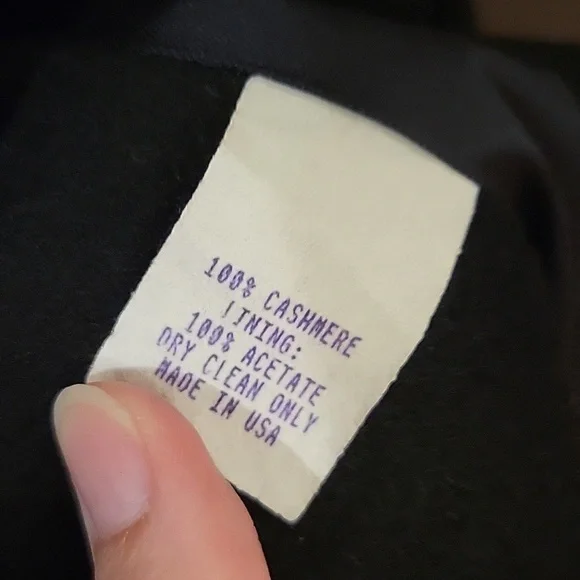 100% CASHMERE
LINING:
100% ACETATE
DRY CLEAN ONLY
MADE IN USA